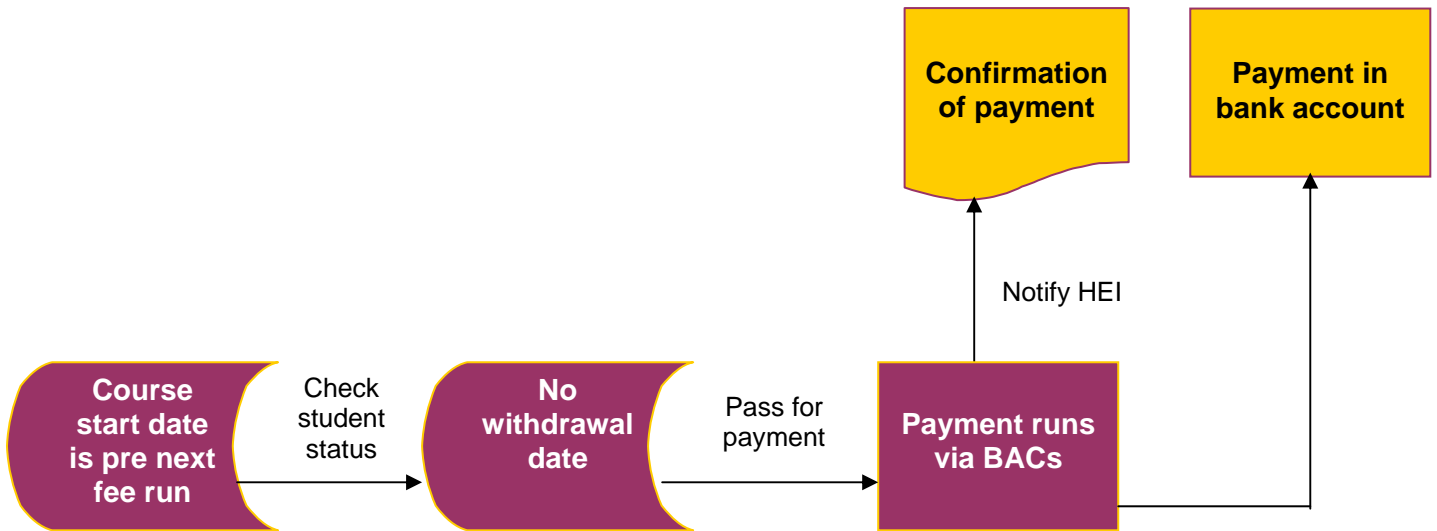 Confirmation
of payment
Payment in
bank account
Notify HEI
Course
start date
is pre next
fee run
Check
student
status
No
withdrawal
date
Pass for
payment
Payment runs
via BACs